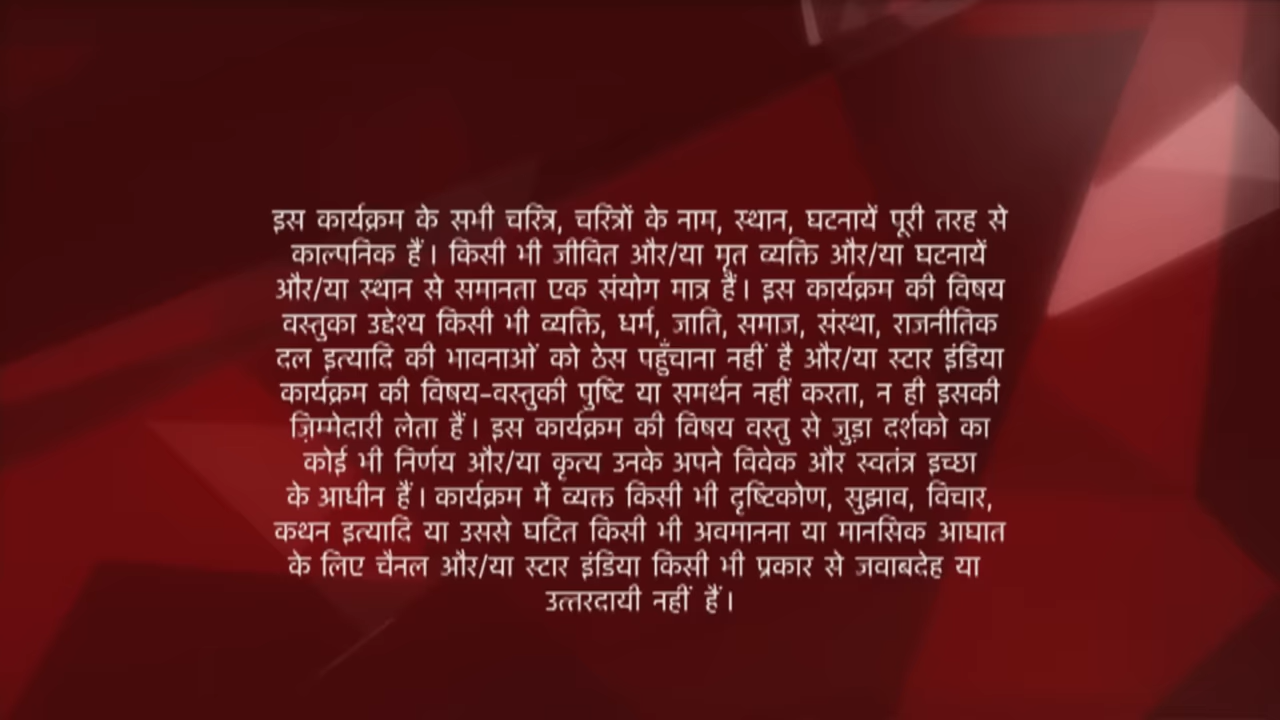 इस कार्यक्रम के सभी चरित्र, चरित्रों के नाम, स्थान, घटनायें पूरी तरह से
काल्पनिक हैं। किसी भी जीवित और/या मृत व्यक्ति और/या घटनायें
और/या स्थान से समानता एक संयोग मात्र हैं। इस कार्यक्रम की विषय
वस्तुका उद्देश्य किसी भी व्यक्ति, धर्म, जाति, समाज, संस्था, राजनीतिक
दल इत्यादि की भावनाओं को ठेस पहुँचाना नहीं है और/या स्टार इंडिया
कार्यक्रम की विषय-वस्तुकी पुष्टि या समर्थन नहीं करता, न ही इसकी
ज़िम्मेदारी लेता हैं। इस कार्यक्रम की विषय वस्तु से जुड़ा दर्शको का
कोई भी निर्णय और/या कृत्य उनके अपने विवेक और स्वतंत्र इच्छा
के आधीन हैं। कार्यक्रम में व्यक्त किसी भी दृष्टिकोण, सुझाव, विचार,
कथन इत्यादि या उससे घटित किसी भी अवमानना या मानसिक आघात
के लिए चैनल और/या स्टार इंडिया किसी भी प्रकार से जवाबदेह या
उत्तरदायी नहीं हैं।